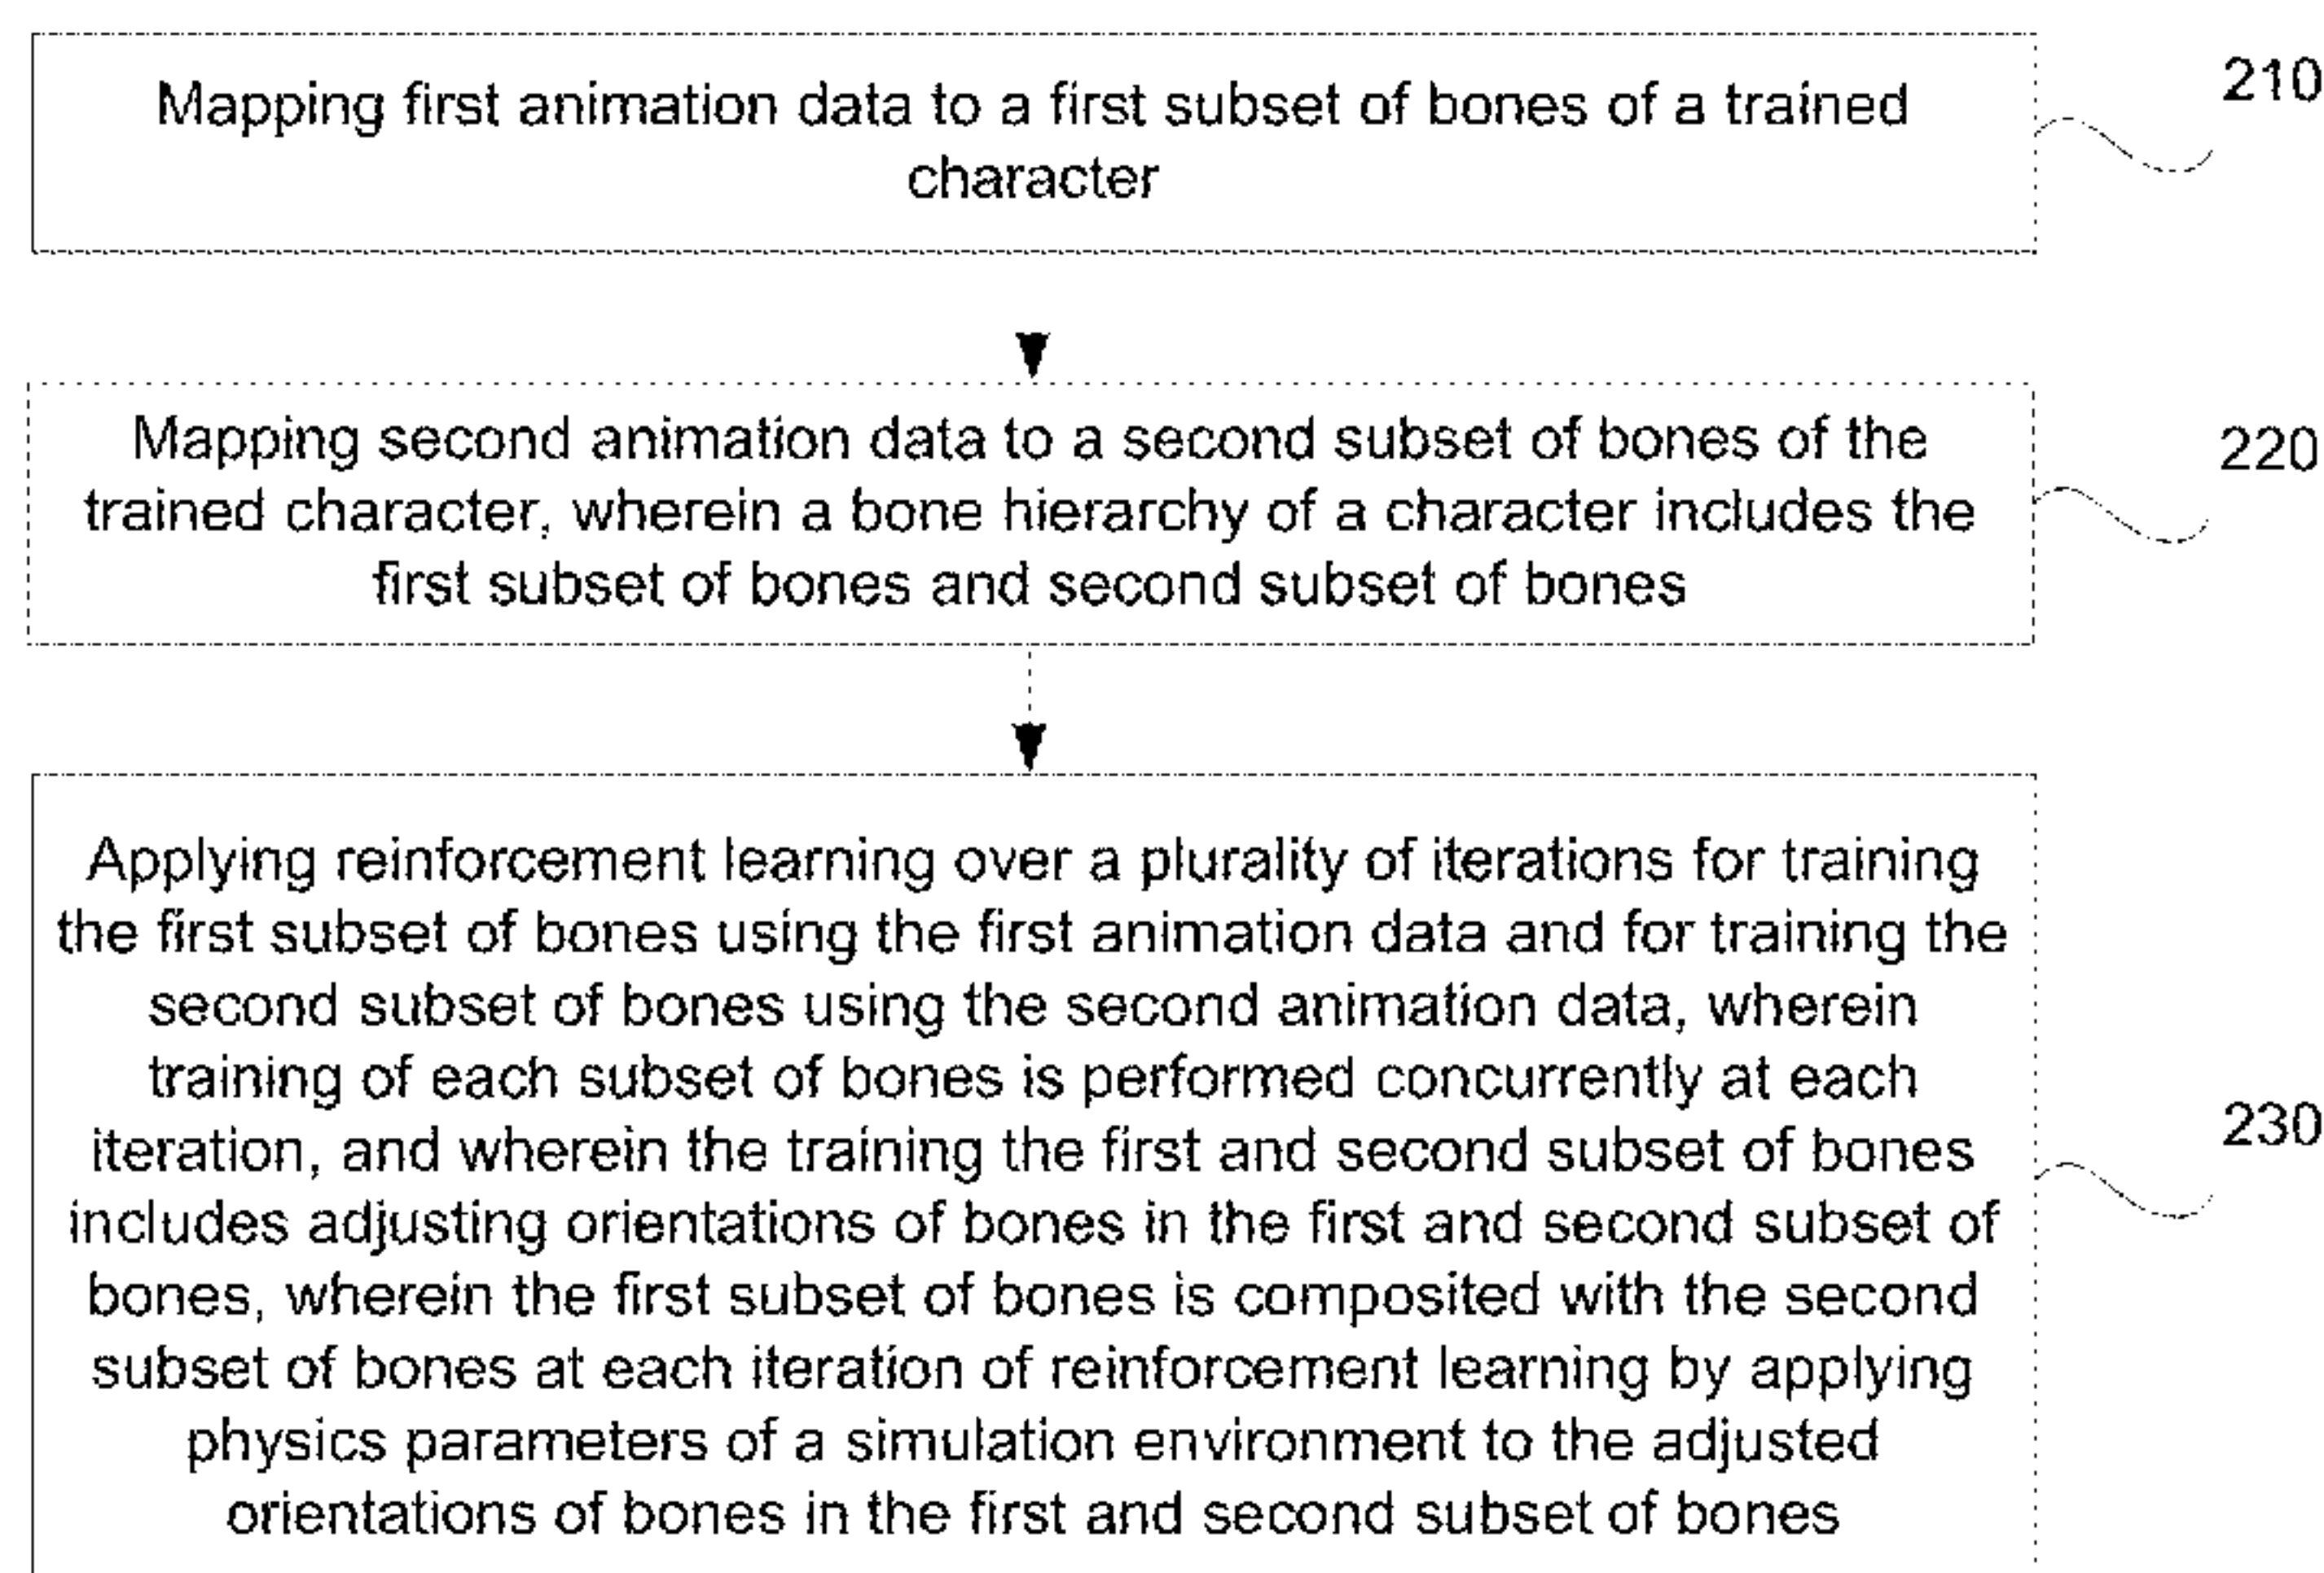 Mapping first animation data to a first subset of bones of a trained
character
210
Mapping second animation data to a second subset of bones of the
trained character, wherein a bone hierarchy of a character includes the
first subset of bones and second subset of bones
220
Applying reinforcement learning over a plurality of iterations for training
the first subset of bones using the first animation data and for training the
second subset of bones using the second animation data, wherein
training of each subset of bones is performed concurrently at each
iteration, and wherein the training the first and second subset of bones
includes adjusting orientations of bones in the first and second subset of
bones, wherein the first subset of bones is composited with the second
subset of bones at each iteration of reinforcement learning by applying
physics parameters of a simulation environment to the adjusted
orientations of bones in the first and second subset of bones
230